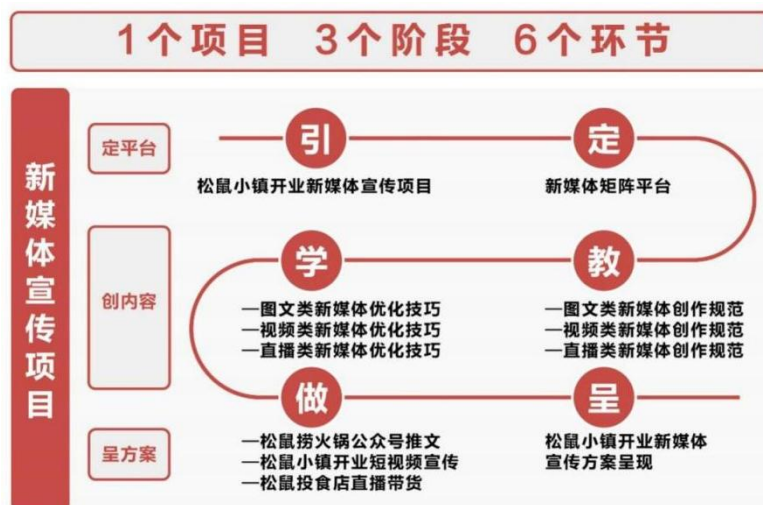 1个项目 3个阶段 6个环节
新媒体宣传项目
定平台
引
定
松鼠小镇开业新媒体宣传项目
新媒体矩阵平台
创内容
学
教
—图文类新媒体优化技巧
—视频类新媒体优化技巧
—直播类新媒体优化技巧
—图文类新媒体创作规范
—视频类新媒体创作规范
—直播类新媒体创作规范
呈方案
做
呈
—松鼠捞火锅公众号推文
—松鼠小镇开业短视频宣传
—松鼠投食店直播带货
松鼠小镇开业新媒体
宣传方案呈现